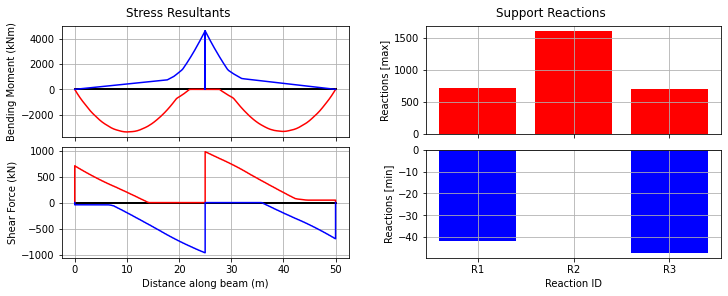 Stress Resultants
Bending Moment (kNm)
4000
2000
0
−2000
Shear Force (kN)
1000
500
0
−500
−1000
0 10 20 30 40 50
Distance along beam (m)
Support Reactions
Reactions [max]
1500
1000
500
0
Reactions [min]
0
−10
−20
−30
−40
R1 R2 R3
Reaction ID